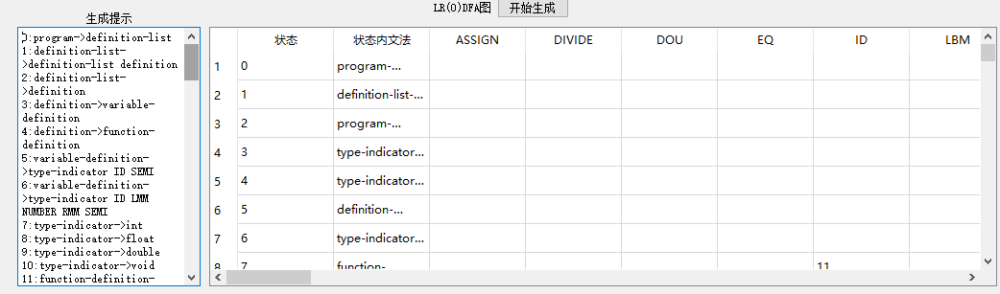 LR(0)DFA图 开始生成
生成提示
0:program->definition-list
1:definition-list-
>definition-list definition
2:definition-list-
>definition
3:definition->variable-
definition
4:definition->function-
definition
5:variable-definition-
>type-indicator ID SEMI
6:variable-definition-
>type-indicator ID LMM
NUMBER RMM SEMI
7:type-indicator->int
8:type-indicator->float
9:type-indicator->double
10:type-indicator->void
11:function-definition-
状态 状态内文法 ASSIGN DIVIDE DOU EQ ID LBM
1 0 program-...
2 1 definition-list-...
3 2 program-...
4 3 type-indicator...
5 4 type-indicator...
6 5 definition-...
7 6 type-indicator...
8 7 function- 11